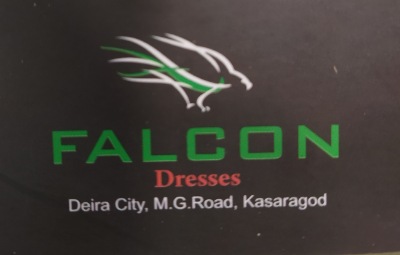 FALCON
Dresses
Deira City, M.G.Road, Kasaragod